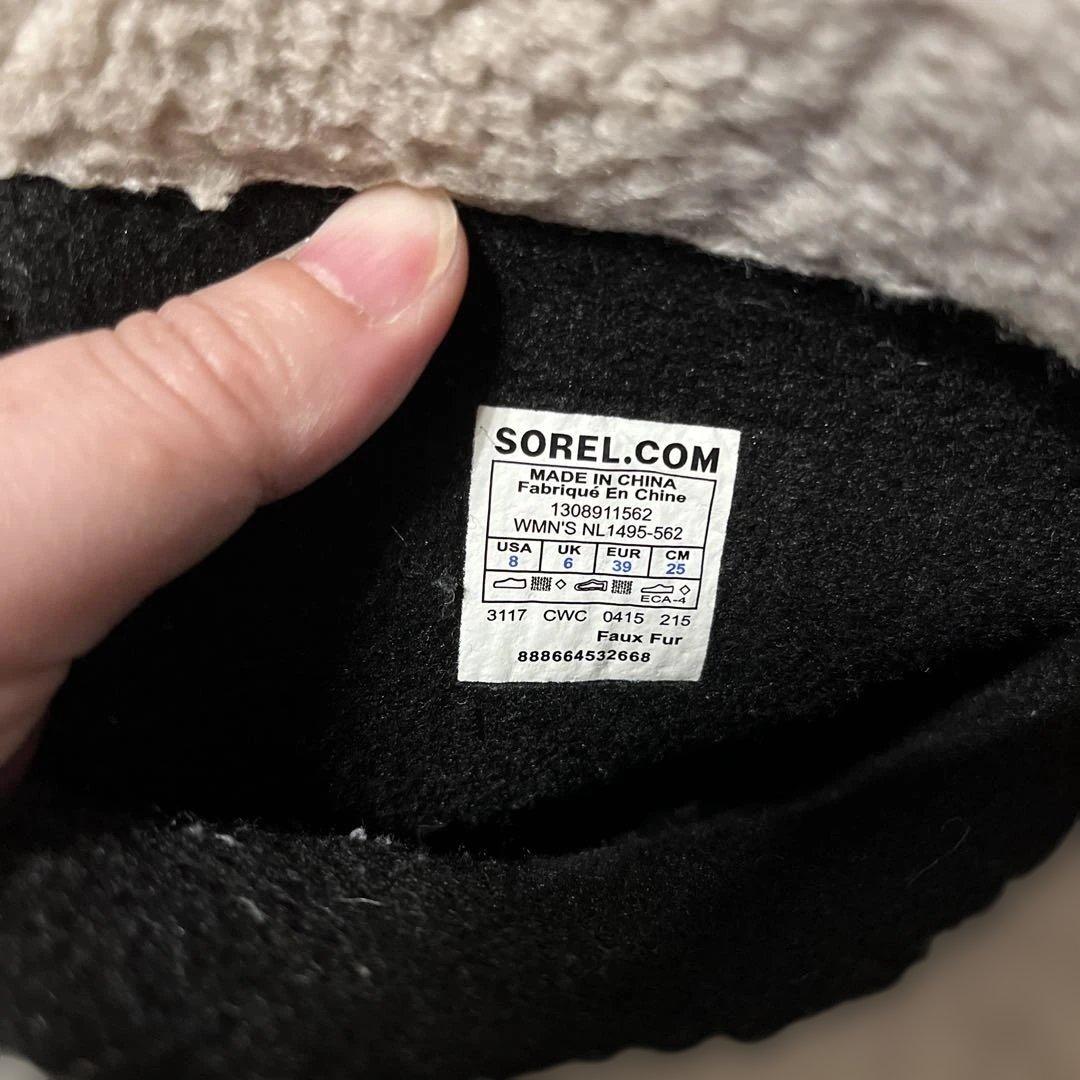 SOREL.COM
MADE IN CHINA
Fabriqué En Chine
1308911562
WMN'S NL1495-562
USA UK EUR CM
8 6 39 25
ECA-4
3117 CWC 0415 215
Faux Fur
888664532668